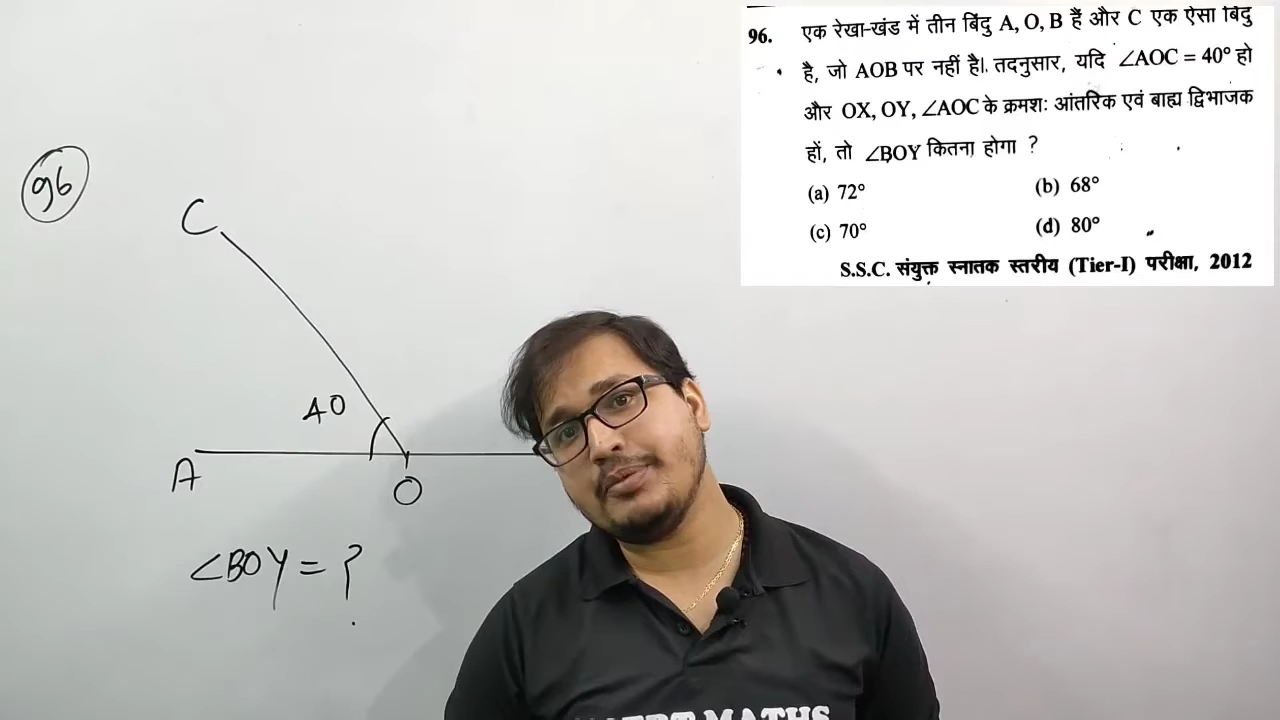 96. एक रेखा-खंड में तीन बिंदु A, O, B हैं और C एक ऐसा बिंदु
है, जो AOB पर नहीं है। तदनुसार, यदि ∠AOC = 40° हो
और OX, OY, ∠AOC के क्रमशः आंतरिक एवं बाह्य द्विभाजक
हों, तो ∠BOY कितना होगा ?
(a) 72° (b) 68°
(c) 70° (d) 80°
S.S.C. संयुक्त स्नातक स्तरीय (Tier-I) परीक्षा, 2012
96
C
40
A
O
∠BOY = ?
MATHS